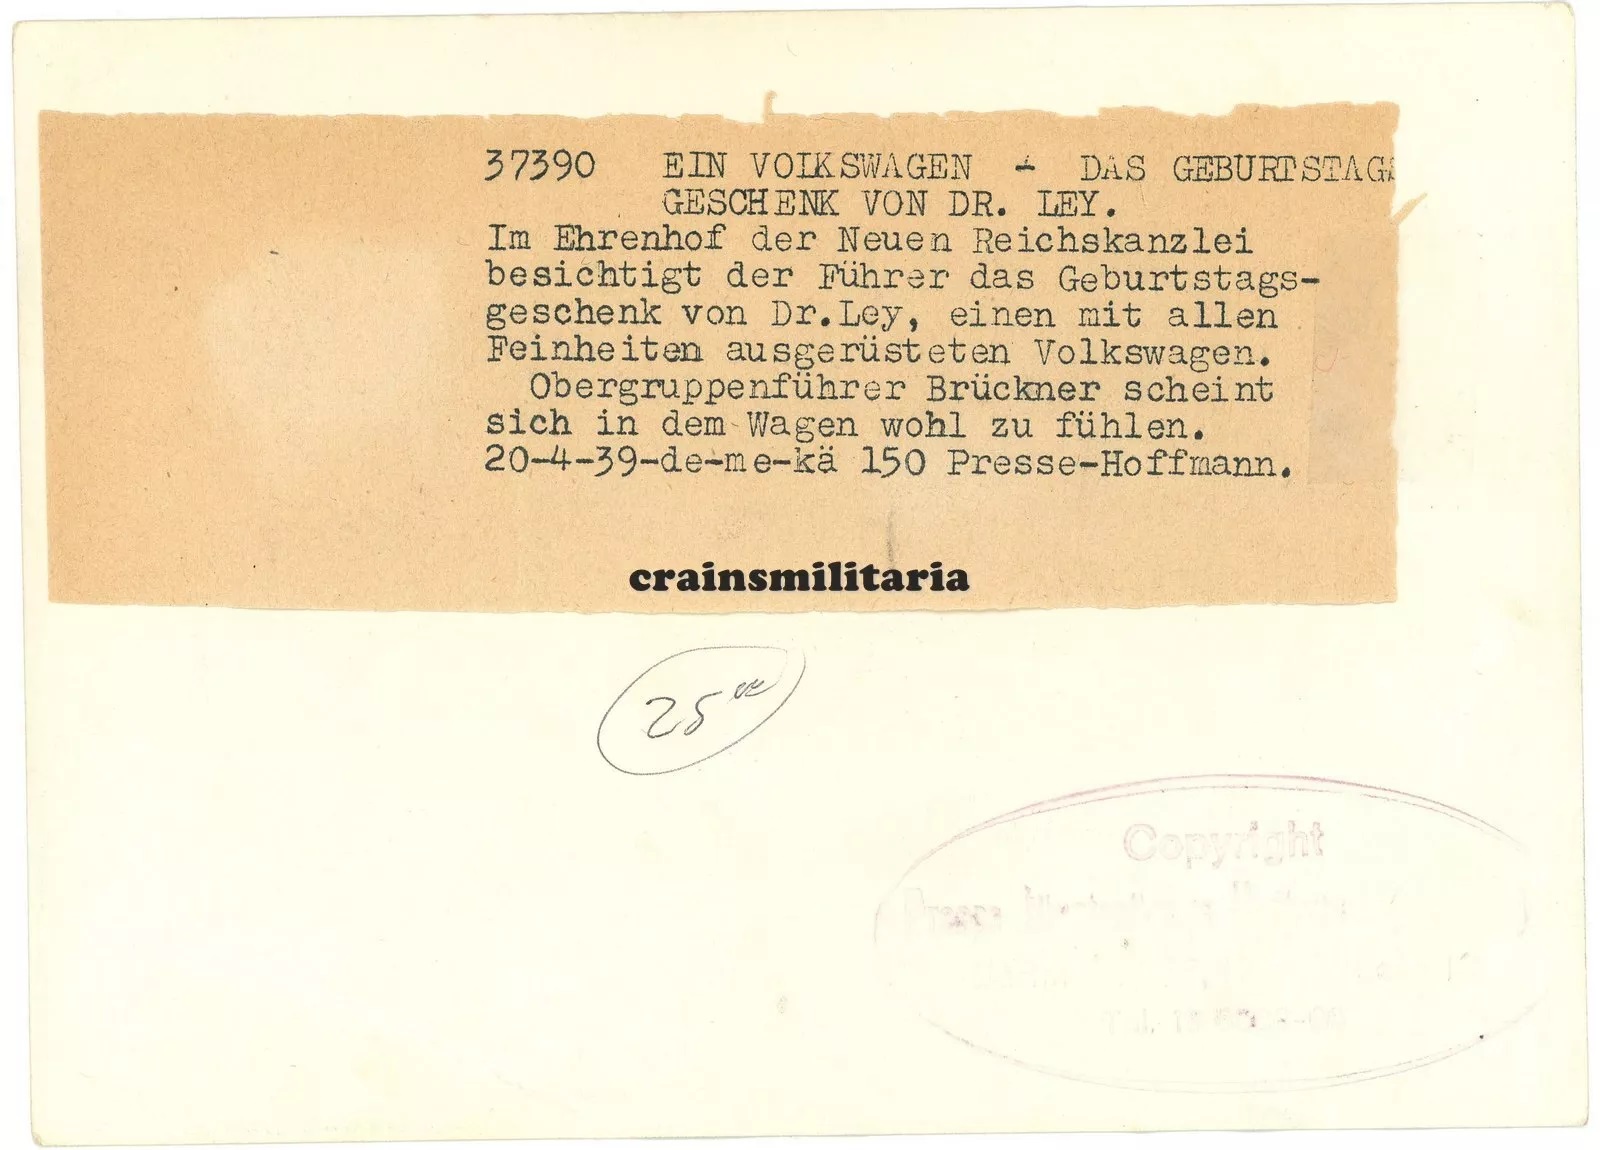 37390 EIN VOLKSWAGEN - DAS GEBURTSTAGS
GESCHENK VON DR. LEY.
Im Ehrenhof der Neuen Reichskanzlei
besichtigt der Führer das Geburtstags-
geschenk von Dr.Ley, einen mit allen
Feinheiten ausgerüsteten Volkswagen.
Obergruppenführer Brückner scheint
sich in dem Wagen wohl zu fühlen.
20-4-39-de-me-kä 150 Presse-Hoffmann.
crainsmilitaria
25
Copyright
Presse